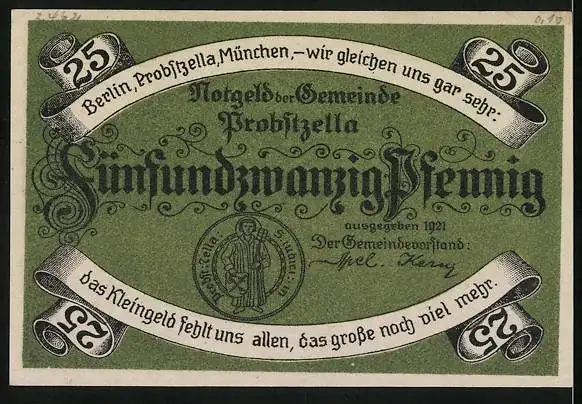 25
25
Berlin, Probstzella, München, – wir gleichen uns gar sehr:
Notgeld der Gemeinde
Probstzella
Fünfundzwanzig Pfennig
ausgegeben 1921
Der Gemeindevorstand:
das Kleingeld fehlt uns allen, das große noch viel mehr.
25
25